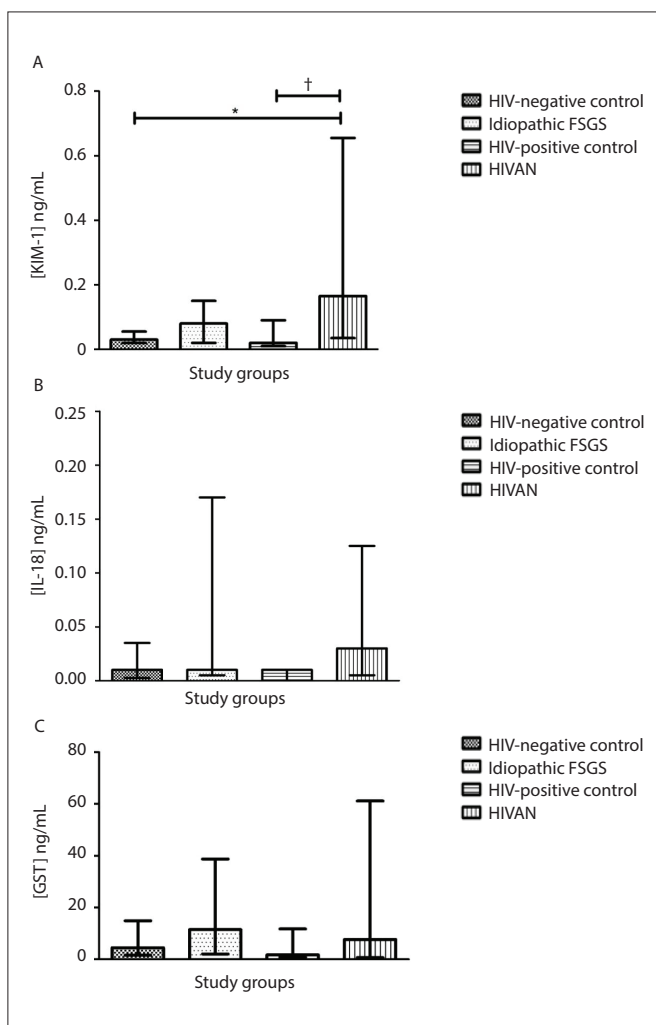 A
0.8
0.6
0.4
0.2
0
[KIM-1] ng/mL
*
†
Study groups
HIV-negative control
Idiopathic FSGS
HIV-positive control
HIVAN
B
0.25
0.20
0.15
0.10
0.05
0.00
[IL-18] ng/mL
Study groups
HIV-negative control
Idiopathic FSGS
HIV-positive control
HIVAN
C
80
60
40
20
0
[GST] ng/mL
Study groups
HIV-negative control
Idiopathic FSGS
HIV-positive control
HIVAN